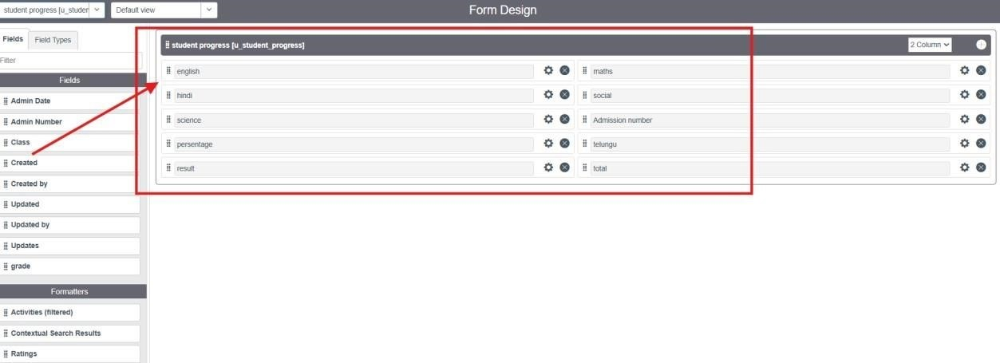 student progress [u_studer Default view Form Design
Fields Field Types
Filter
Fields
Admin Date
Admin Number
Class
Created
Created by
Updated
Updated by
Updates
grade
Formatters
Activities (filtered)
Contextual Search Results
Ratings
student progress [u_student_progress] 2 Column
english maths
hindi social
science Admission number
persentage telungu
result total